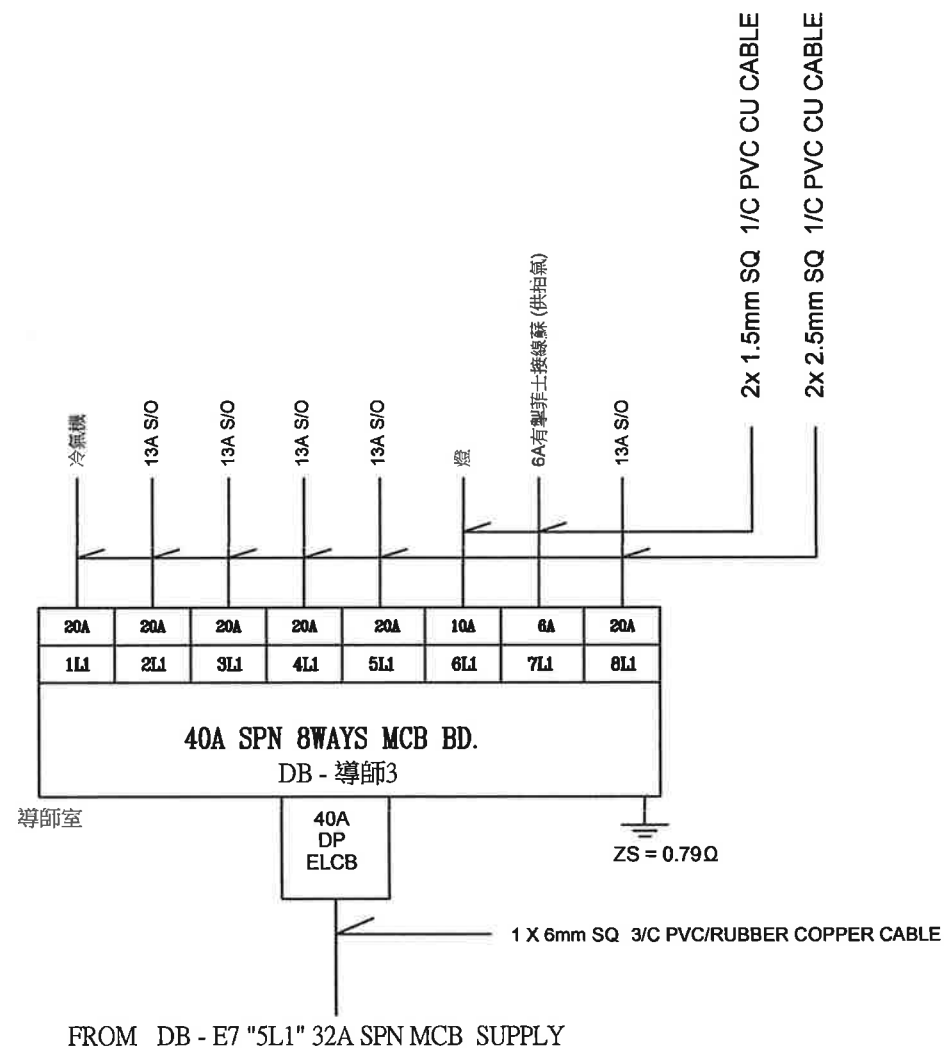 2x 1.5mm SQ 1/C PVC CU CABLE
2x 2.5mm SQ 1/C PVC CU CABLE
冷氣機
13A S/O
13A S/O
13A S/O
13A S/O
燈
6A有掣菲士接線蘇 (供抽氣)
13A S/O
20A 20A 20A 20A 20A 10A 6A 20A
1L1 2L1 3L1 4L1 5L1 6L1 7L1 8L1
40A SPN 8WAYS MCB BD.
DB - 導師3
導師室
40A
DP
ELCB
ZS = 0.79Ω
1 X 6mm SQ 3/C PVC/RUBBER COPPER CABLE
FROM DB - E7 "5L1" 32A SPN MCB SUPPLY